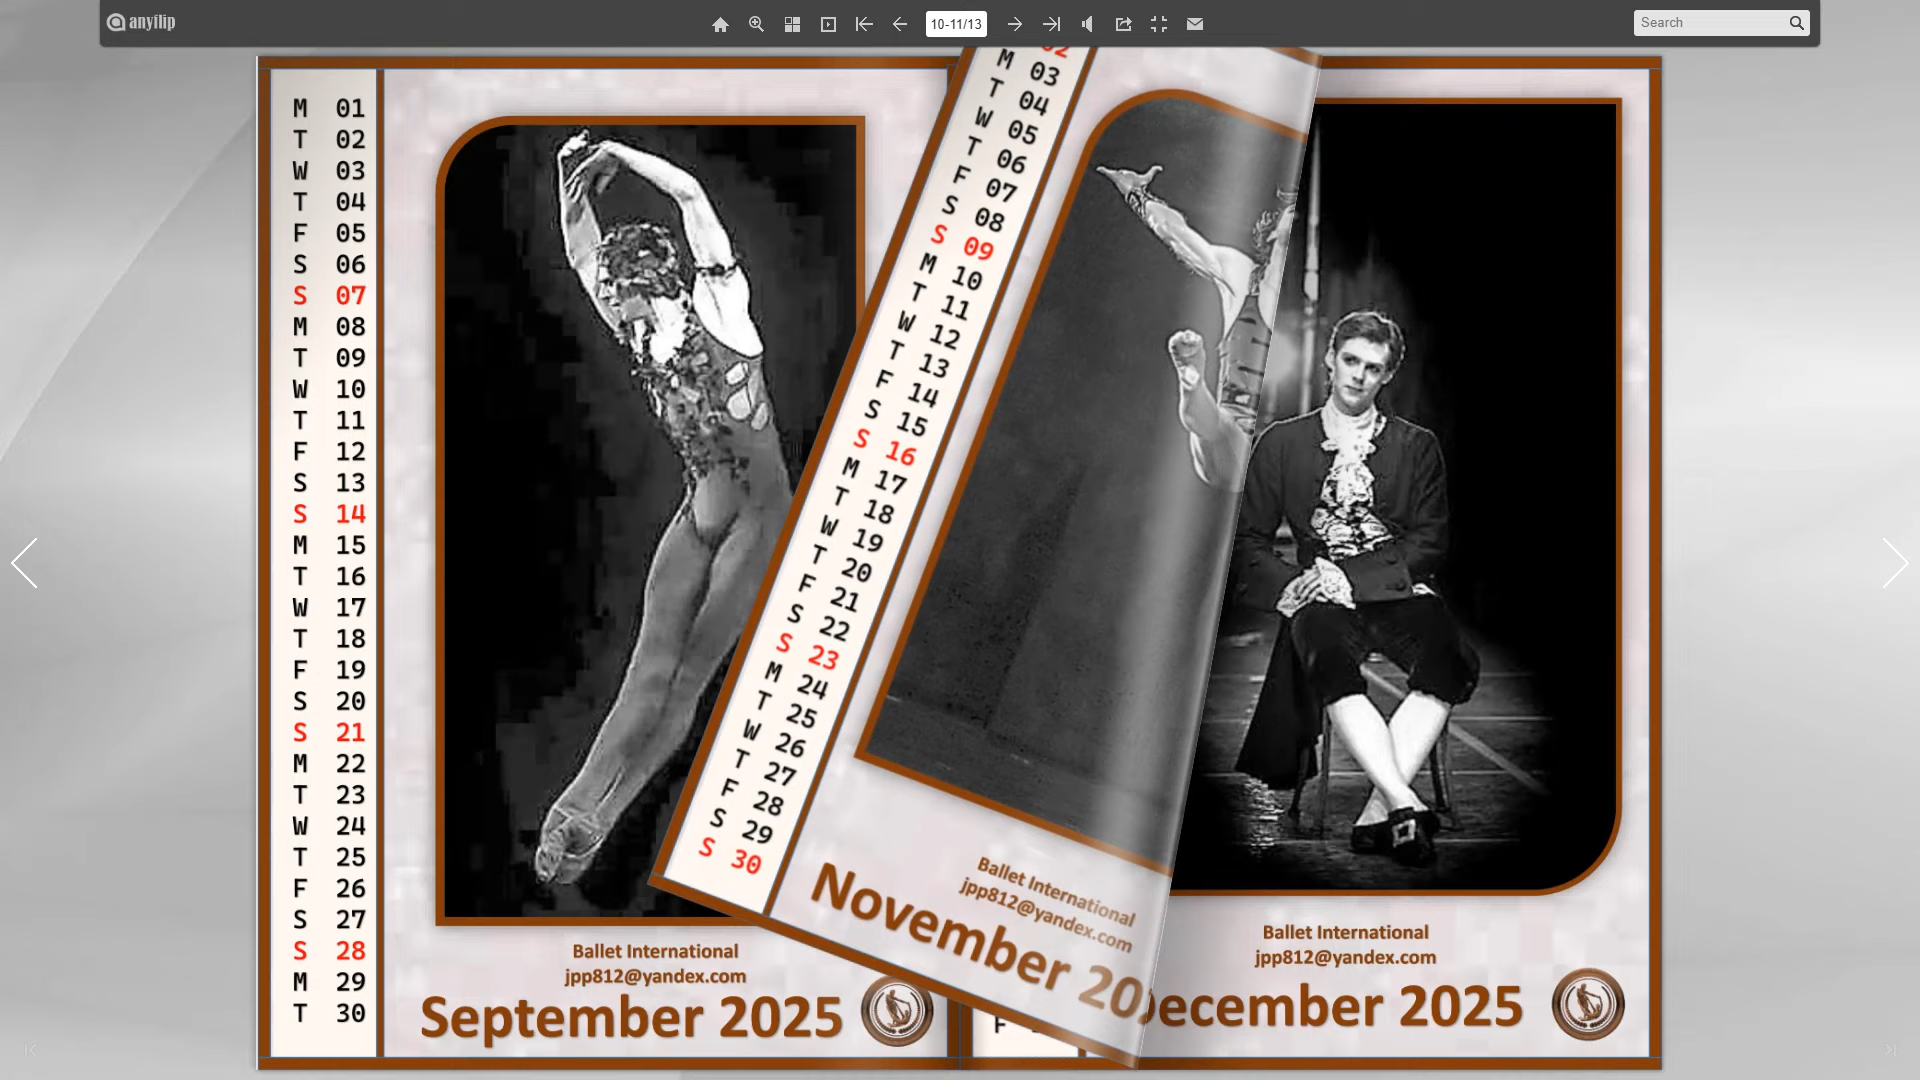 anyflip
10-11/13
Search
M 01
T 02
W 03
T 04
F 05
S 06
S 07
M 08
T 09
W 10
T 11
F 12
S 13
S 14
M 15
T 16
W 17
T 18
F 19
S 20
S 21
M 22
T 23
W 24
T 25
F 26
S 27
S 28
M 29
T 30
Ballet International
jpp812@yandex.com
September 2025
02
M 03
T 04
W 05
T 06
F 07
S 08
S 09
M 10
T 11
W 12
T 13
F 14
S 15
S 16
M 17
T 18
W 19
T 20
F 21
S 22
S 23
M 24
T 25
W 26
T 27
F 28
S 29
S 30
Ballet International
jpp812@yandex.com
November 20
F
Ballet International
jpp812@yandex.com
December 2025